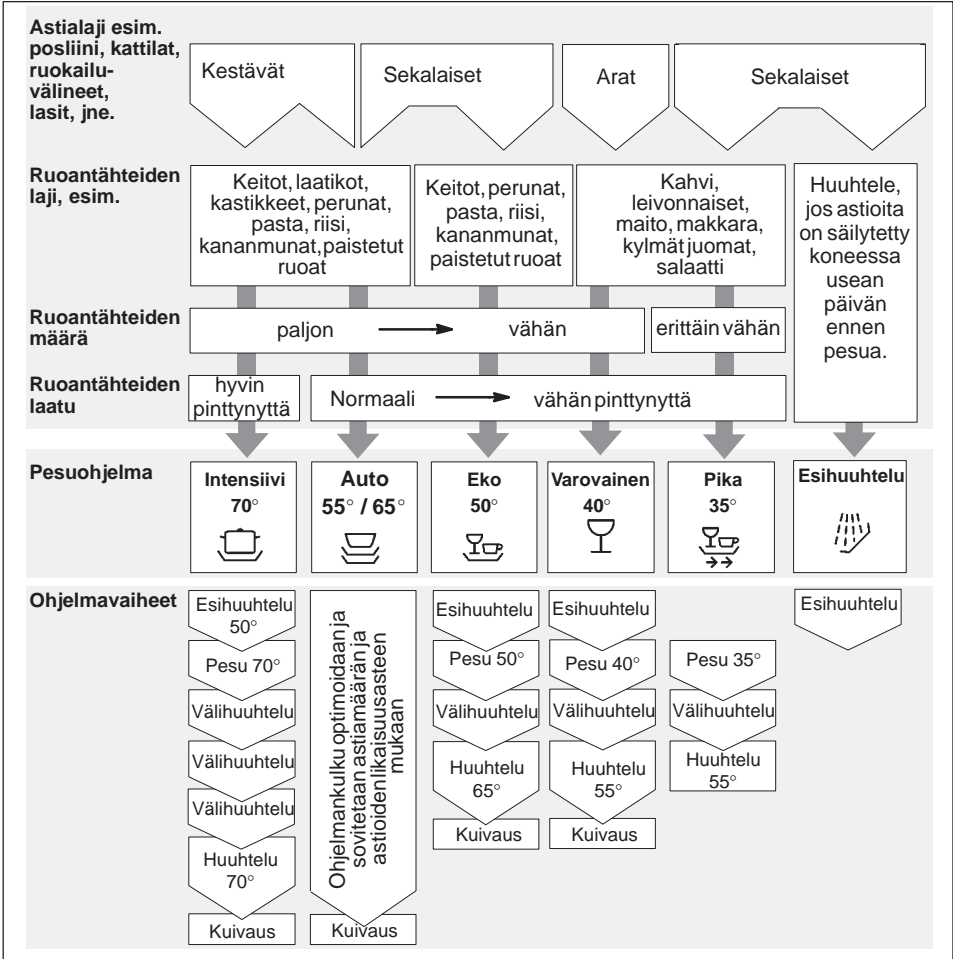 Astialaji esim.
posliini, kattilat,
ruokailu-
välineet,
lasit, jne.
Kestävät
Sekalaiset
Arat
Sekalaiset
Ruoantähteiden
laji, esim.
Keitot, laatikot,
kastikkeet, perunat,
pasta, riisi,
kananmunat, paistetut
ruoat
Keitot, perunat,
pasta, riisi,
kananmunat,
paistetut ruoat
Kahvi,
leivonnaiset,
maito, makkara,
kylmät juomat,
salaatti
Huuhtele,
jos astioita
on säilytetty
koneessa
usean
päivän
ennen
pesua.
Ruoantähteiden
määrä
paljon
vähän
erittäin vähän
Ruoantähteiden
laatu
hyvin
pinttynyttä
Normaali
vähän pinttynyttä
Pesuohjelma
Intensiivi
70°
Auto
55° / 65°
Eko
50°
Varovainen
40°
Pika
35°
Esihuuhtelu
Ohjelmavaiheet
Esihuuhtelu
50°
Pesu 70°
Välihuuhtelu
Välihuuhtelu
Välihuuhtelu
Huuhtelu
70°
Kuivaus
Ohjelmankulku optimoidaan ja
sovitetaan astiamäärän ja
astioiden likaisuusasteen
mukaan
Kuivaus
Esihuuhtelu
Pesu 50°
Välihuuhtelu
Huuhtelu
65°
Kuivaus
Esihuuhtelu
Pesu 40°
Välihuuhtelu
Huuhtelu
55°
Kuivaus
Pesu 35°
Välihuuhtelu
Huuhtelu
55°
Esihuuhtelu